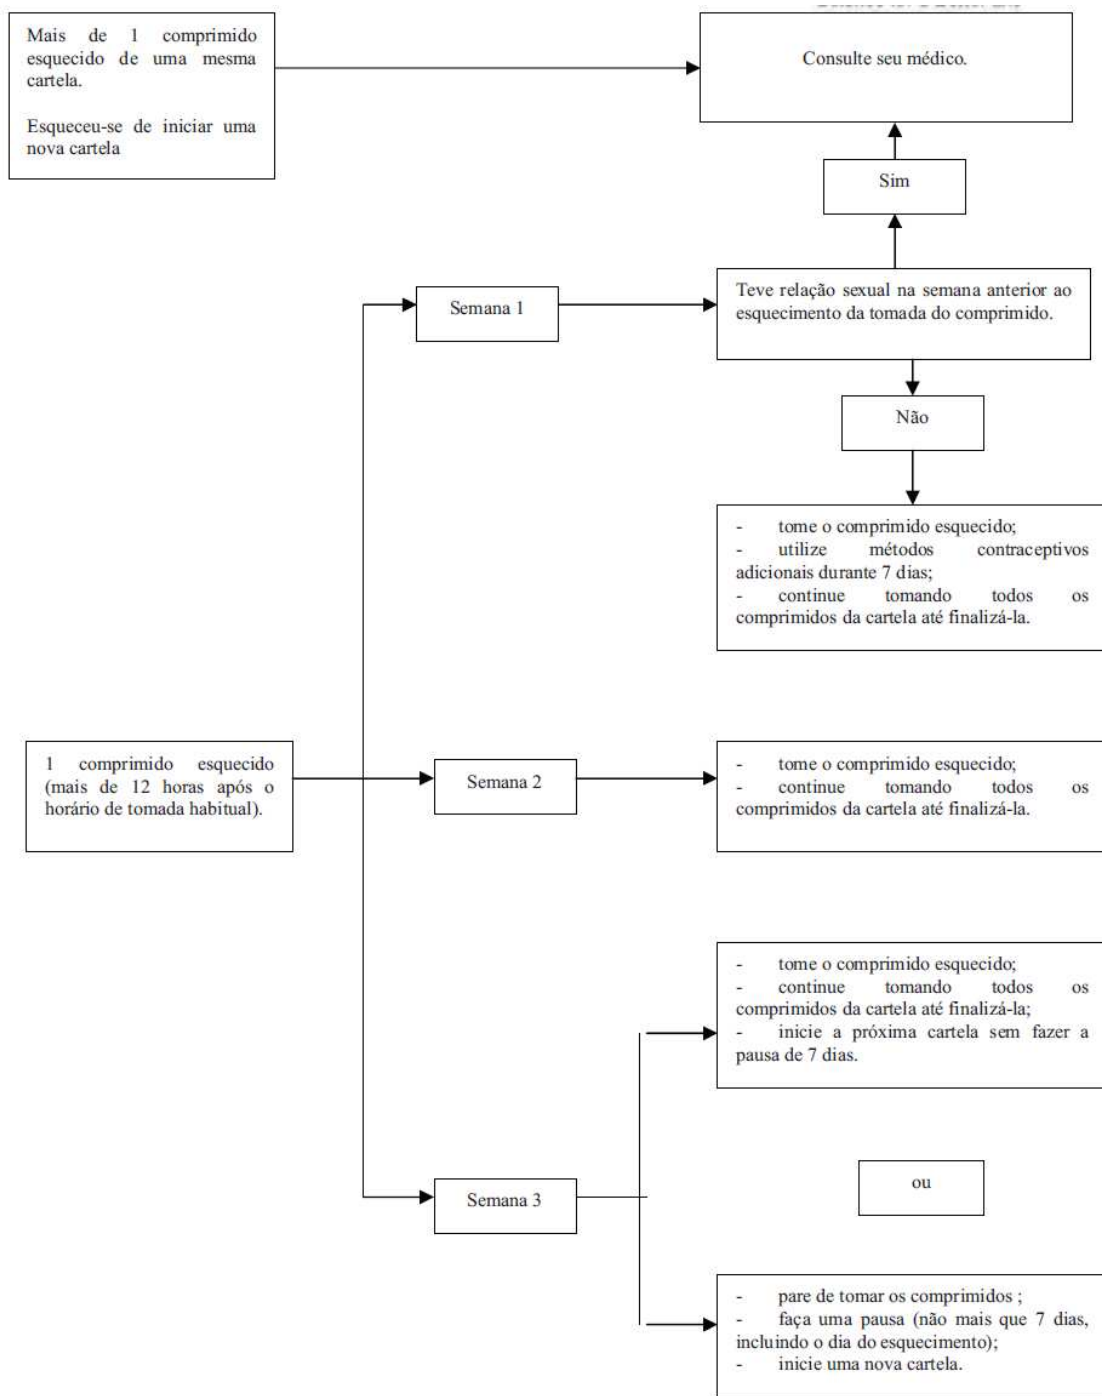 Mais de 1 comprimido
esquecido de uma mesma
cartela.
Esqueceu-se de iniciar uma
nova cartela
Consulte seu médico.
Sim
Semana 1
Teve relação sexual na semana anterior ao
esquecimento da tomada do comprimido.
Não
- tome o comprimido esquecido;
- utilize métodos contraceptivos
adicionais durante 7 dias;
- continue tomando todos os
comprimidos da cartela até finalizá-la.
1 comprimido esquecido
(mais de 12 horas após o
horário de tomada habitual).
Semana 2
- tome o comprimido esquecido;
- continue tomando todos os
comprimidos da cartela até finalizá-la.
- tome o comprimido esquecido;
- continue tomando todos os
comprimidos da cartela até finalizá-la;
- inicie a próxima cartela sem fazer a
pausa de 7 dias.
Semana 3
ou
- pare de tomar os comprimidos ;
- faça uma pausa (não mais que 7 dias,
incluindo o dia do esquecimento);
- inicie uma nova cartela.